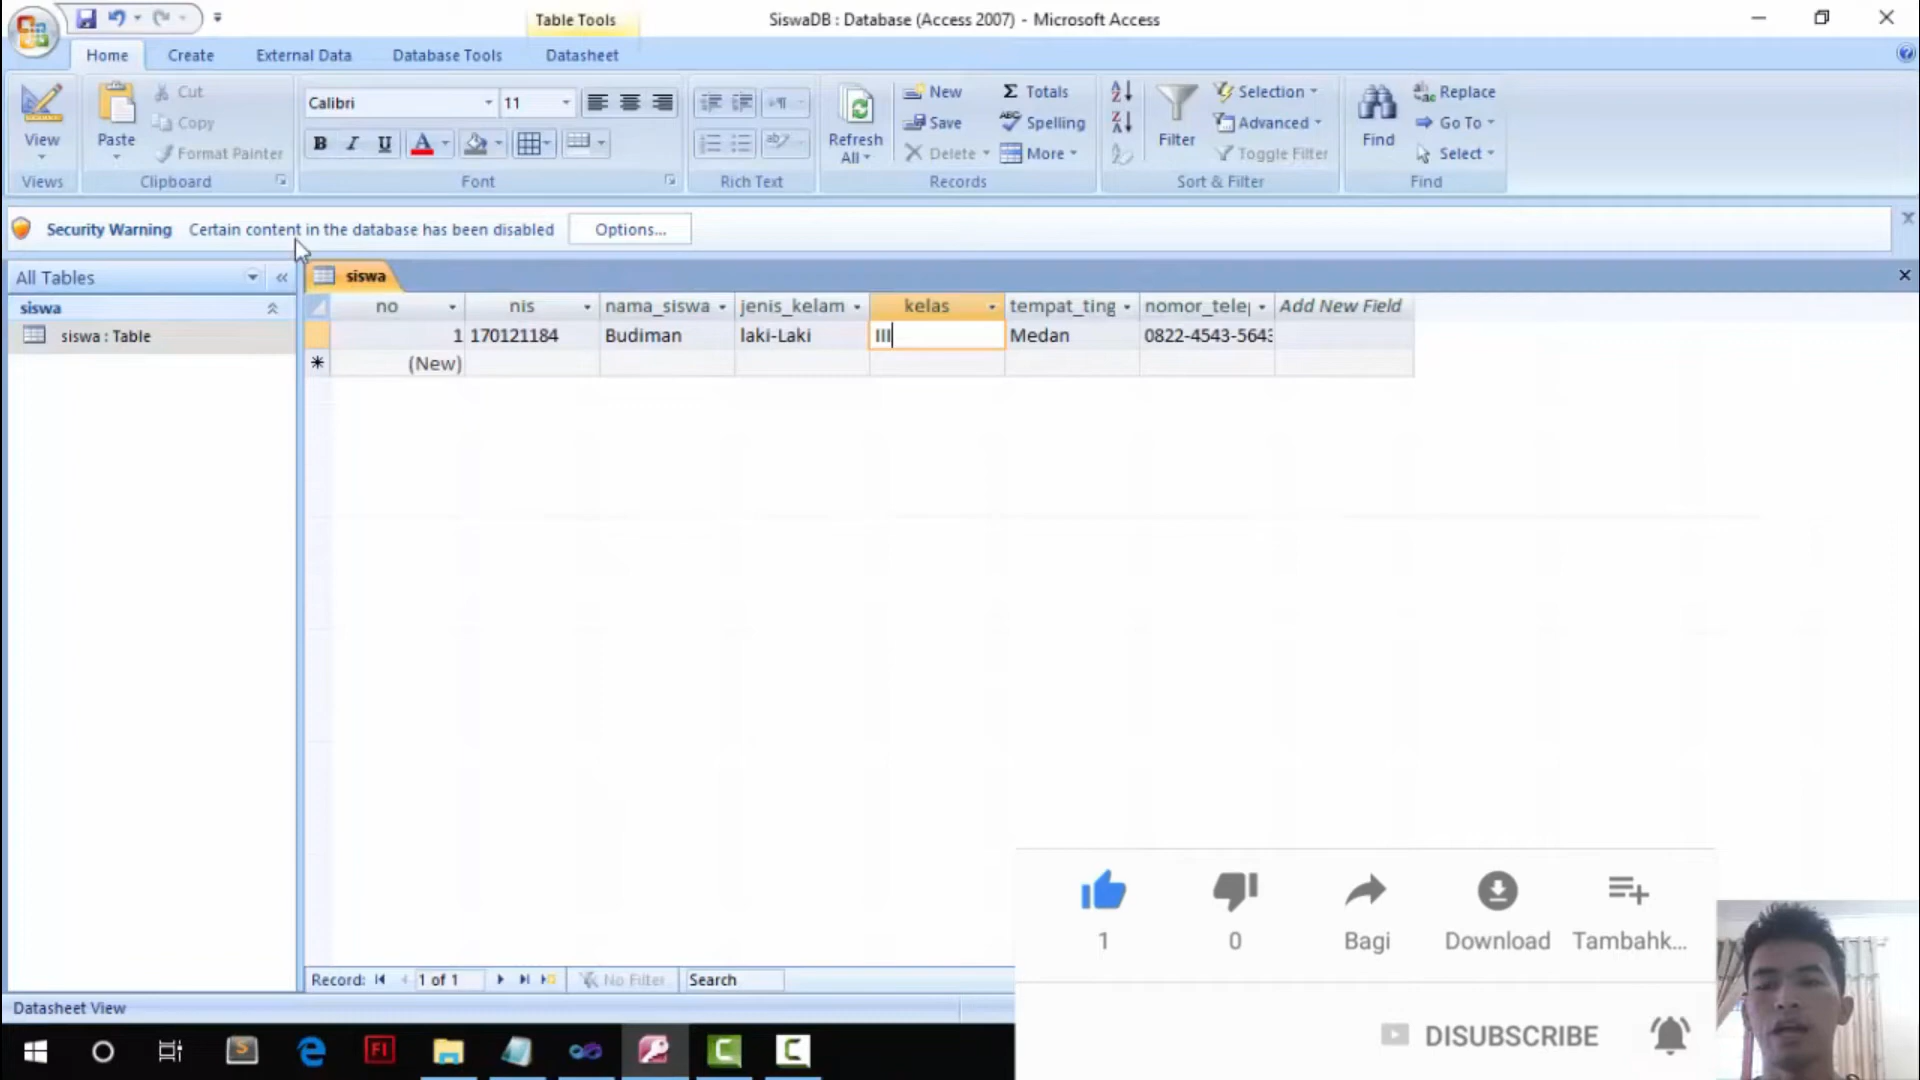 Table Tools
SiswaDB : Database (Access 2007) - Microsoft Access
Home Create External Data Database Tools Datasheet
View
Views
Paste
Cut
Copy
Format Painter
Clipboard
Calibri 11
B I U A
Font
Rich Text
Refresh All
New
Save
Delete
Totals
Spelling
More
Records
Filter
Selection
Advanced
Toggle Filter
Sort & Filter
Find
Replace
Go To
Select
Find
Security Warning Certain content in the database has been disabled Options...
All Tables
siswa
siswa : Table
siswa
no nis nama_siswa jenis_kelam kelas tempat_ting nomor_telep Add New Field
1 170121184 Budiman laki-Laki III Medan 0822-4543-5643
* (New)
Record: 1 of 1 No Filter Search
Datasheet View
1 0 Bagi Download Tambahk...
DISUBSCRIBE